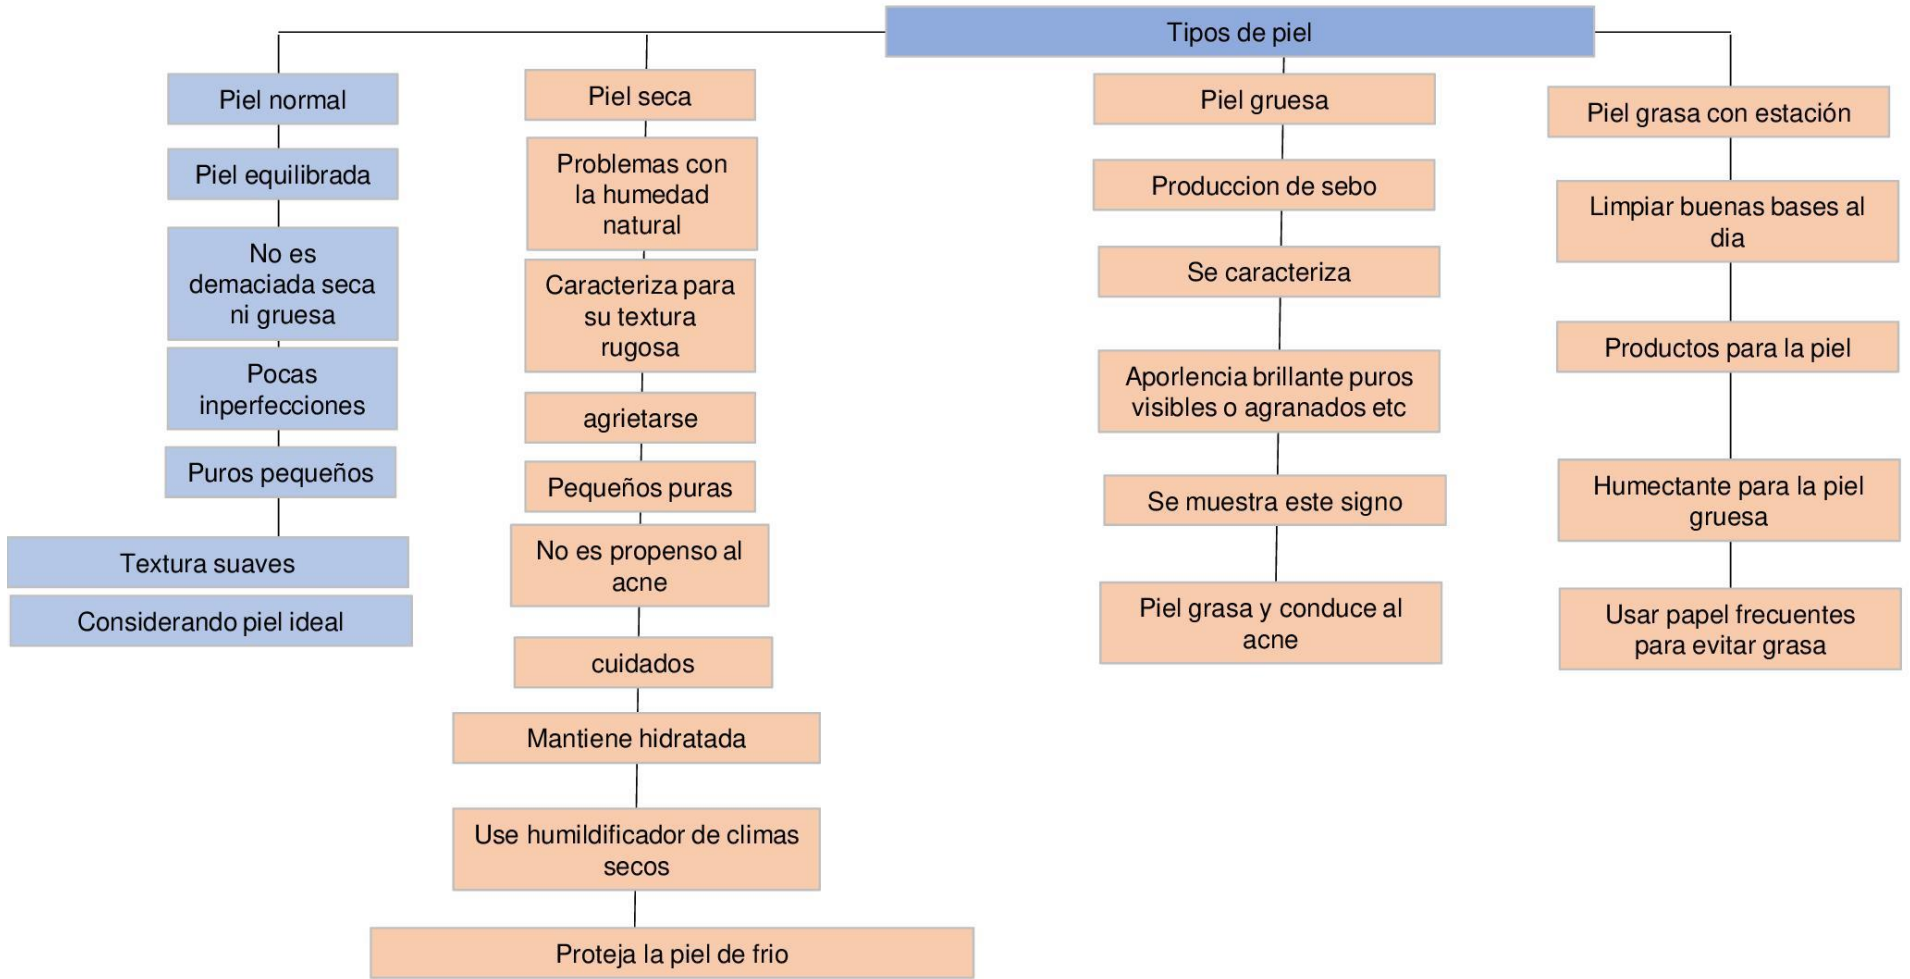 Tipos de piel
Piel normal
Piel equilibrada
No es
demaciada seca
ni gruesa
Pocas
inperfecciones
Puros pequeños
Textura suaves
Considerando piel ideal
Piel seca
Problemas con
la humedad
natural
Caracteriza para
su textura
rugosa
agrietarse
Pequeños puras
No es propenso al
acne
cuidados
Mantiene hidratada
Use humildificador de climas
secos
Proteja la piel de frio
Piel gruesa
Produccion de sebo
Se caracteriza
Aporlencia brillante puros
visibles o agranados etc
Se muestra este signo
Piel grasa y conduce al
acne
Piel grasa con estación
Limpiar buenas bases al
dia
Productos para la piel
Humectante para la piel
gruesa
Usar papel frecuentes
para evitar grasa